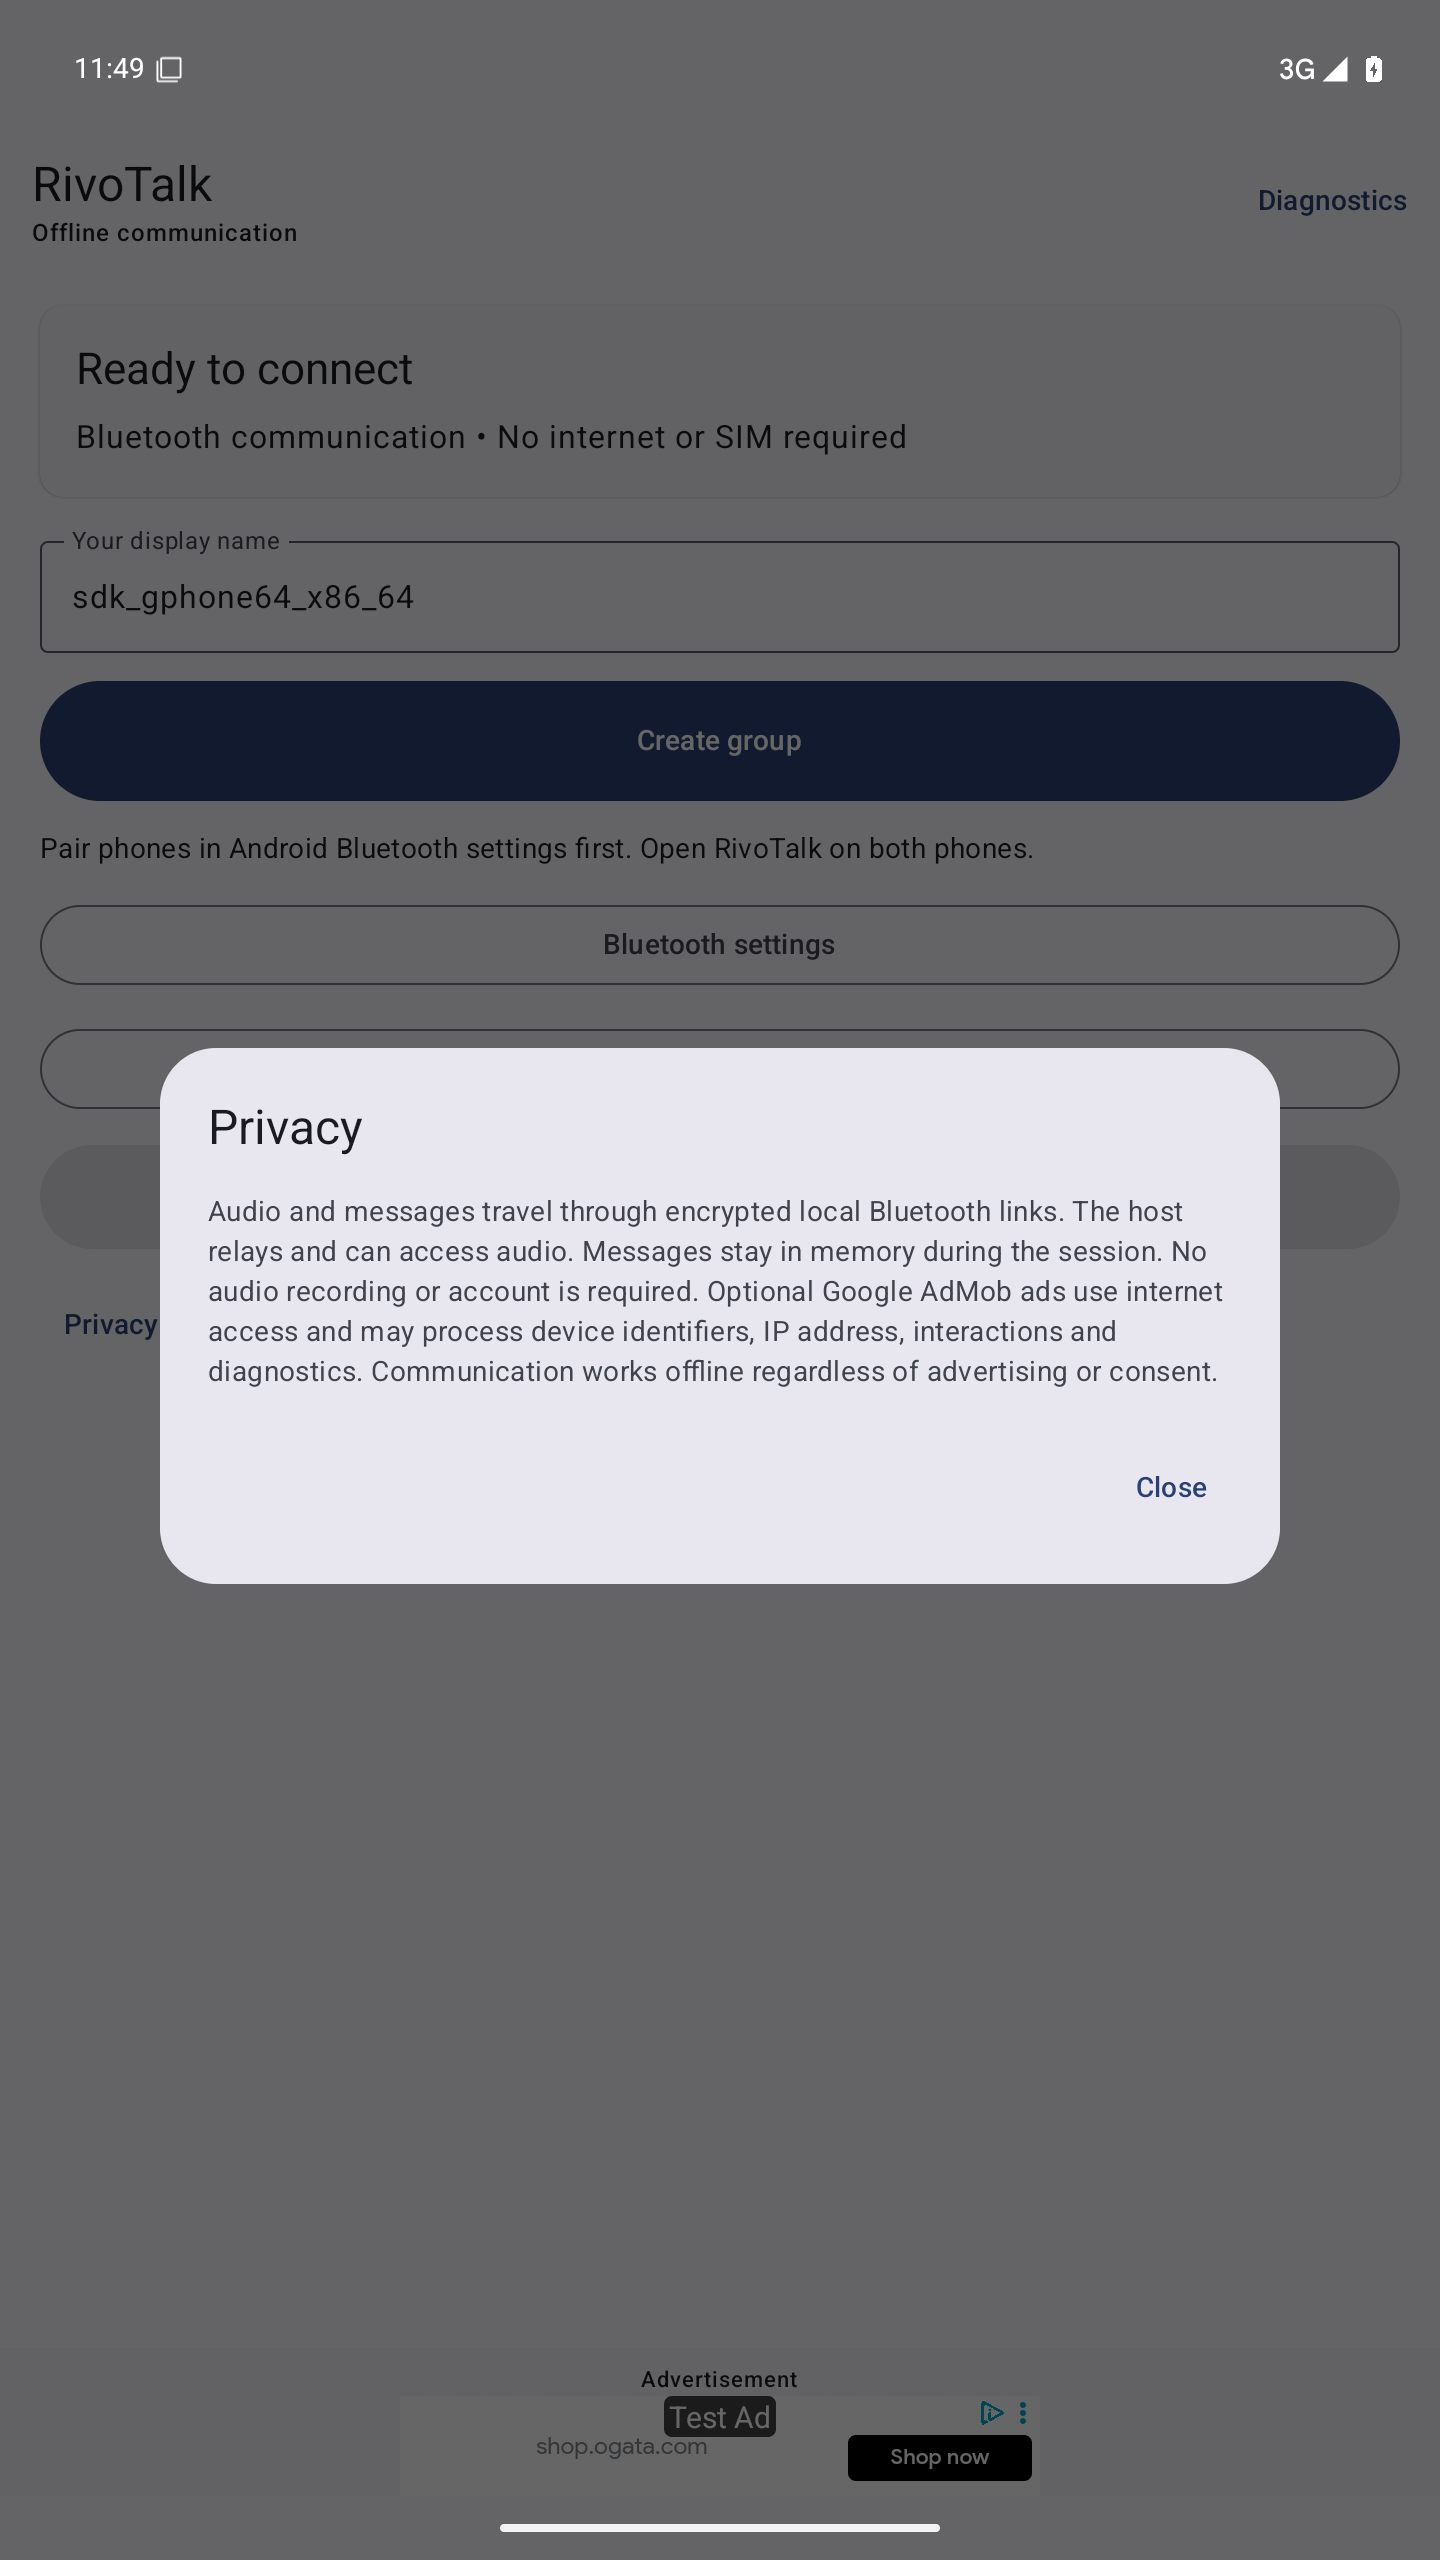 11:49
3G
RivoTalk
Offline communication
Diagnostics
Ready to connect
Bluetooth communication • No internet or SIM required
Your display name
sdk_gphone64_x86_64
Create group
Pair phones in Android Bluetooth settings first. Open RivoTalk on both phones.
Bluetooth settings
Privacy
Privacy
Audio and messages travel through encrypted local Bluetooth links. The host
relays and can access audio. Messages stay in memory during the session. No
audio recording or account is required. Optional Google AdMob ads use internet
access and may process device identifiers, IP address, interactions and
diagnostics. Communication works offline regardless of advertising or consent.
Close
Advertisement
Test Ad
shop.ogata.com
Shop now